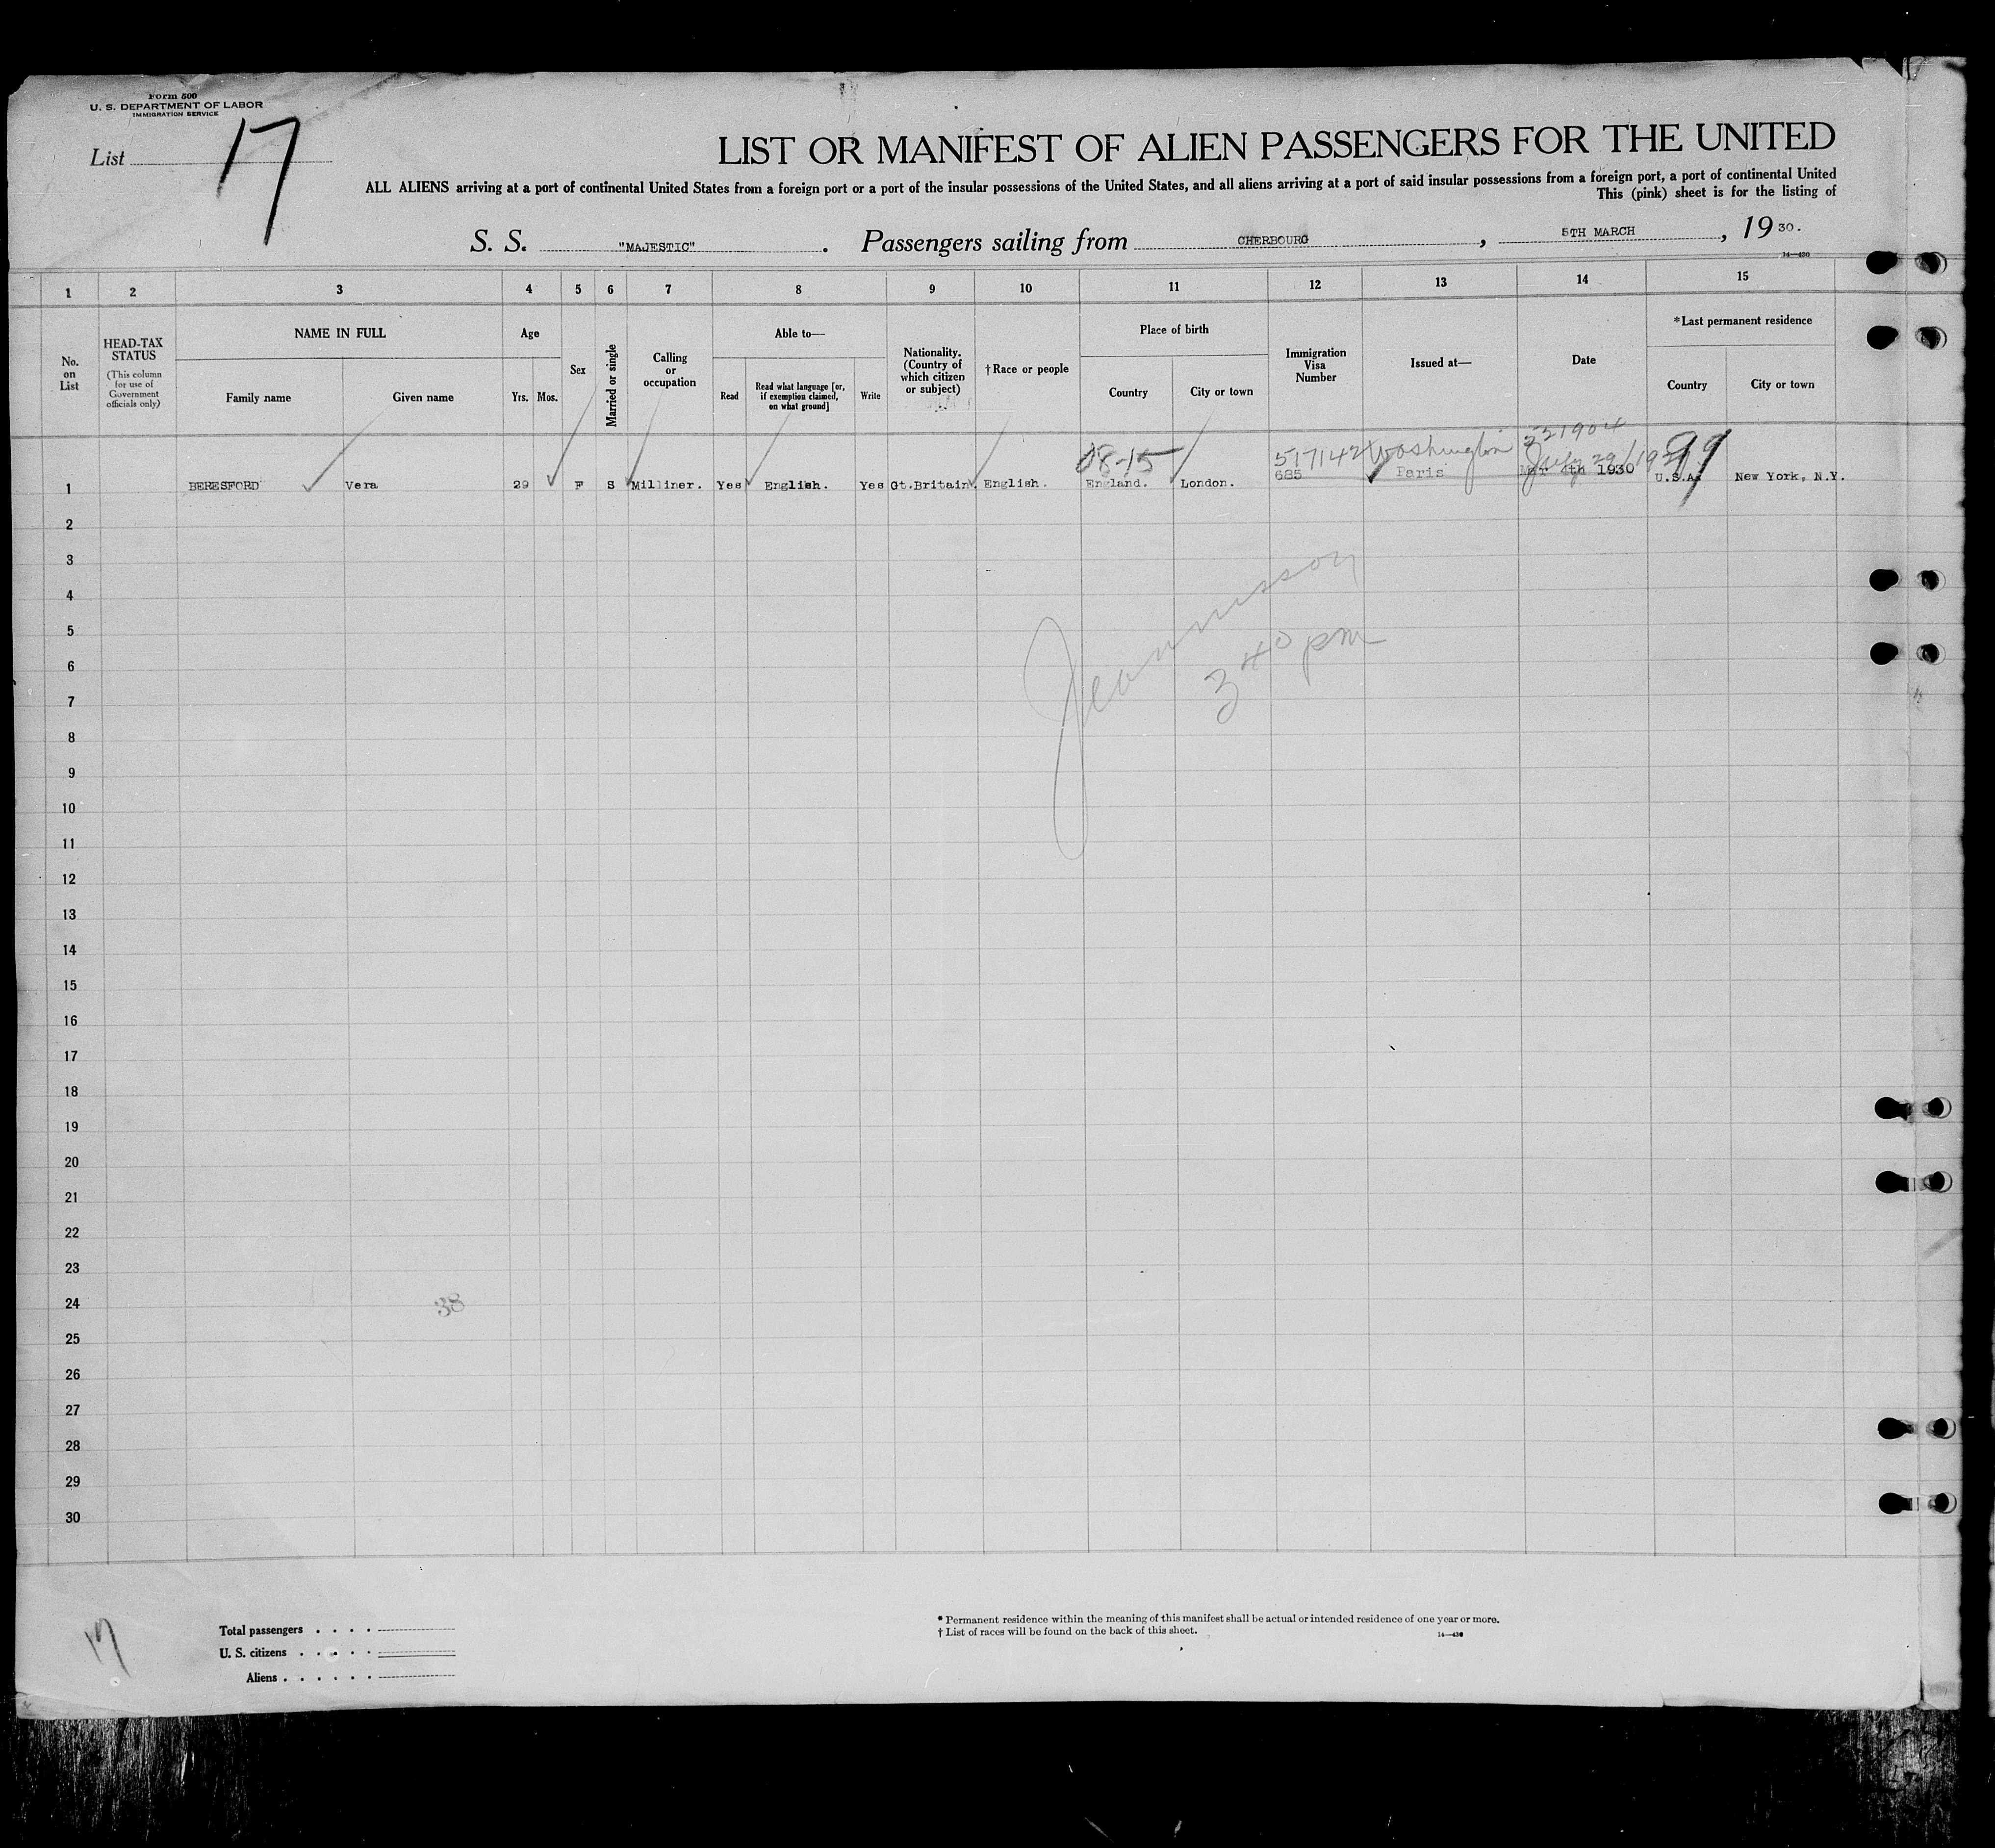 Form 500
U. S. DEPARTMENT OF LABOR
IMMIGRATION SERVICE
List 17
LIST OR MANIFEST OF ALIEN PASSENGERS FOR THE UNITED
ALL ALIENS arriving at a port of continental United States from a foreign port or a port of the insular possessions of the United States, and all aliens arriving at a port of said insular possessions from a foreign port, a port of continental United
This (pink) sheet is for the listing of
S. S. "MAJESTIC". Passengers sailing from CHERBOURG, 5TH MARCH, 1930.
14—430
1 2 3 4 5 6 7 8 9 10 11 12 13 14 15
No. on List
HEAD-TAX STATUS
(This column for use of Government officials only)
NAME IN FULL
Family name Given name
Age
Yrs. Mos.
Sex
Married or single
Calling or occupation
Able to—
Read
Read what language [or, if exemption claimed, on what ground]
Write
Nationality. (Country of which citizen or subject)
†Race or people
Place of birth
Country City or town
Immigration Visa Number
Issued at—
Date
*Last permanent residence
Country City or town
08-15 517142 Washington 99
1 BERESFORD Vera 29 F S Milliner. Yes English. Yes Gt.Britain. English. England. London. 685 Paris Mar 4th 1930 U.S.A. New York, N.Y.
2
3
4
5
6
7
8
9
10
11
12
13
14
15
16
17
18
19
20
21
22
23
24
25
26
27
28
29
30
3 40 pm
38
17
Total passengers . . . .
U. S. citizens . . . . .
Aliens . . . . . .
* Permanent residence within the meaning of this manifest shall be actual or intended residence of one year or more.
† List of races will be found on the back of this sheet.
14—430